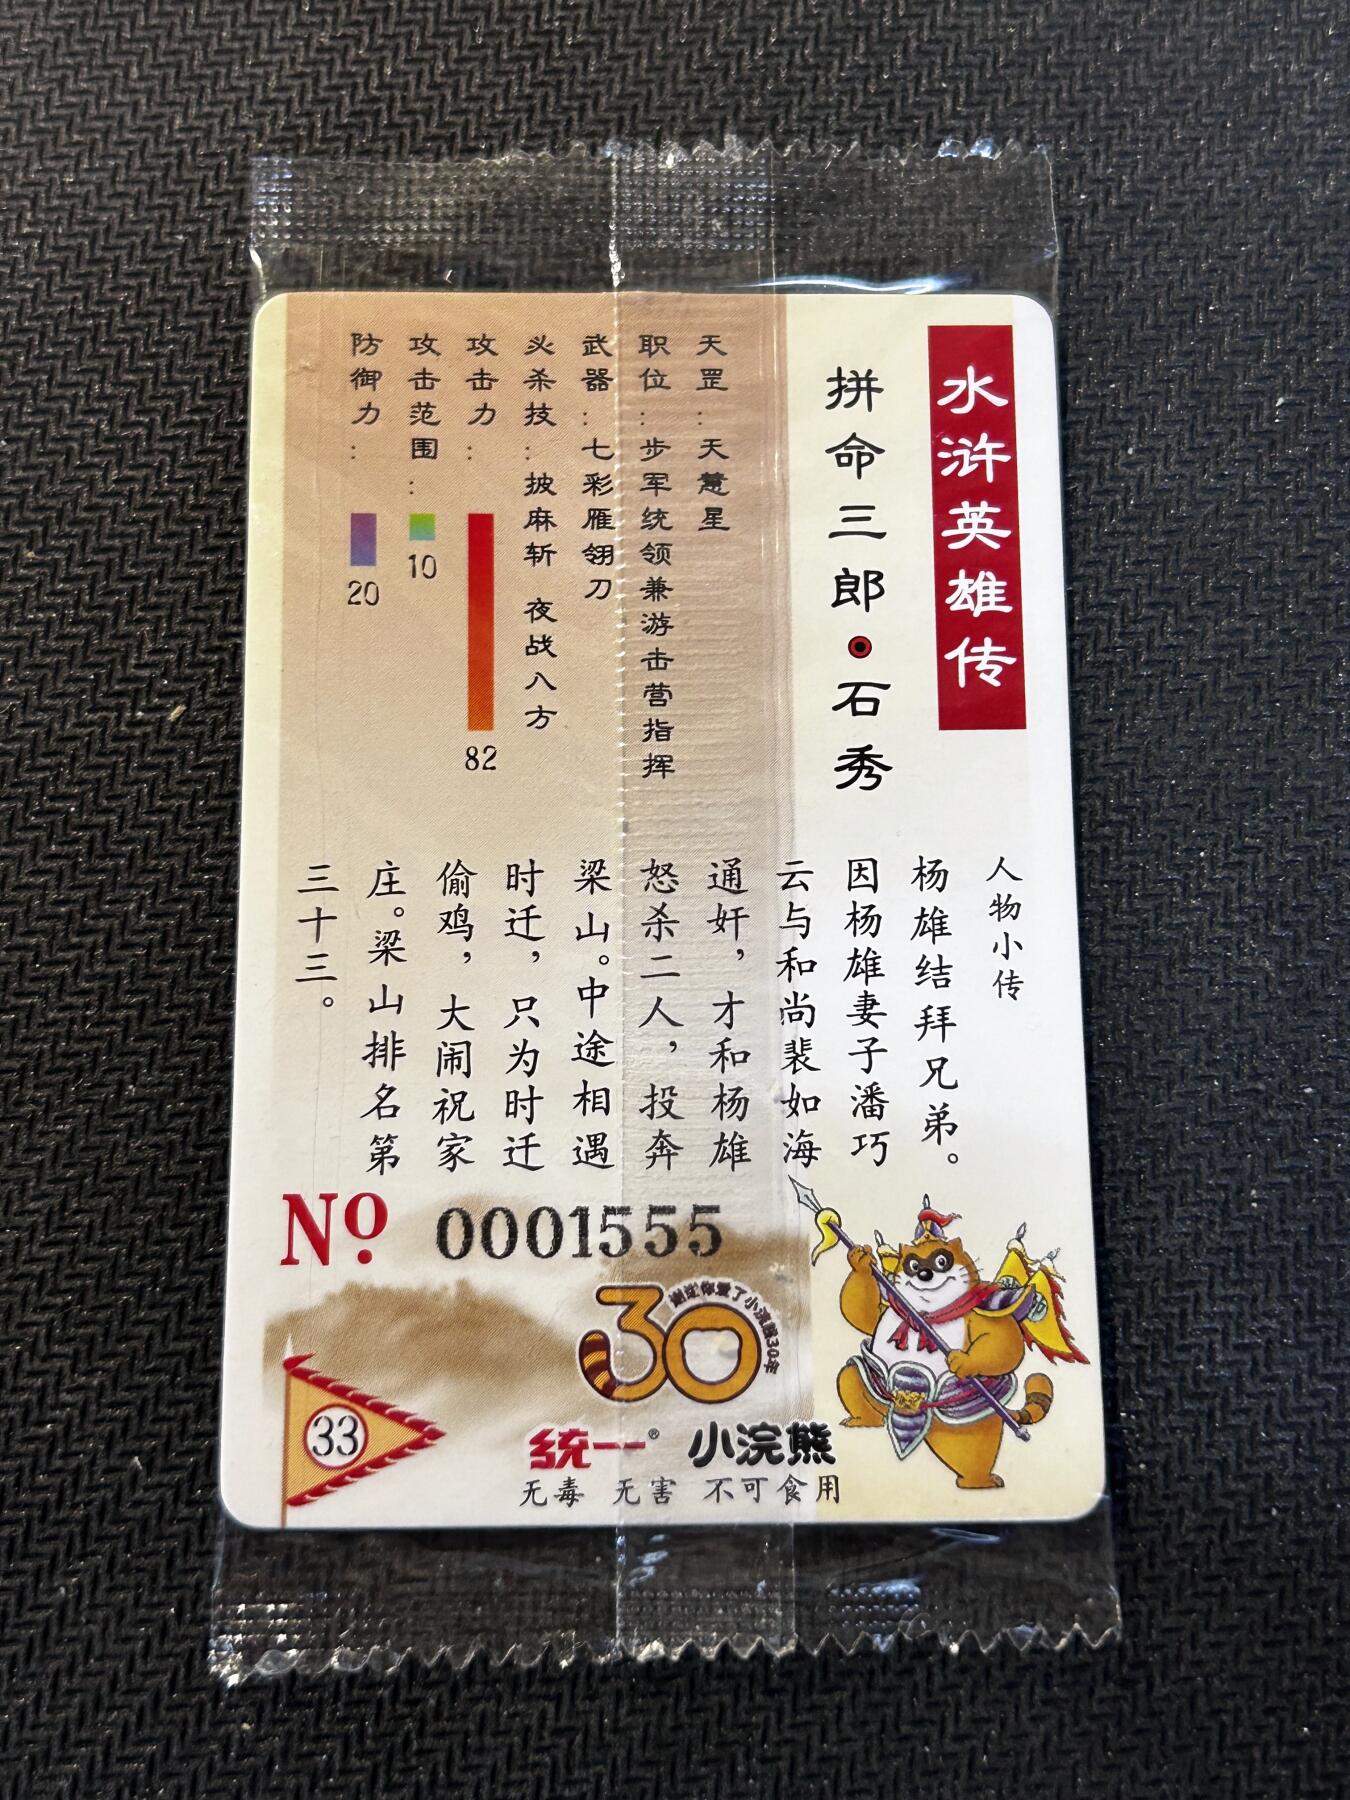 水浒英雄传
拼命三郎·石秀
天罡：天慧星
职位：步军统领兼游击营指挥
武器：七彩雁翎刀
必杀技：披麻斩 夜战八方
攻击力：
82
攻击范围：
10
防御力：
20
人物小传
杨雄结拜兄弟。
因杨雄妻子潘巧
云与和尚裴如海
通奸，才和杨雄
怒杀二人，投奔
梁山。中途相遇
时迁，只为时迁
偷鸡，大闹祝家
庄。梁山排名第
三十三。
Nº 0001555
30
33
统一® 小浣熊
无毒 无害 不可食用